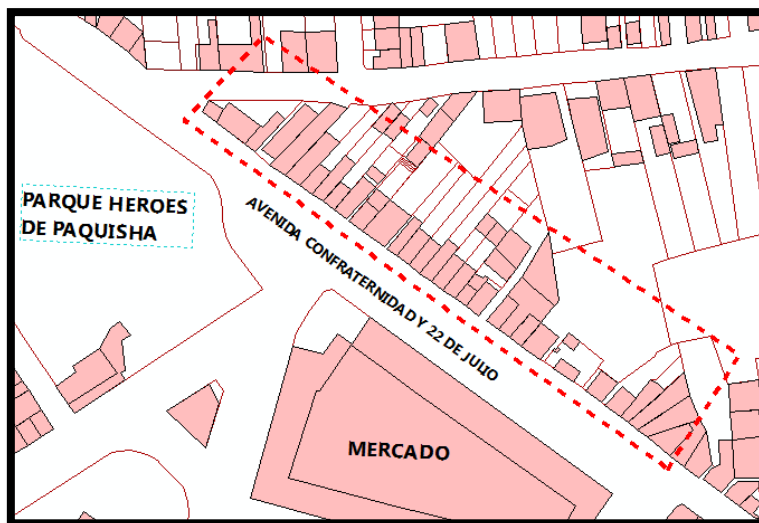 PARQUE HEROES
DE PAQUISHA
AVENIDA CONFRATERNIDAD Y 22 DE JULIO
MERCADO